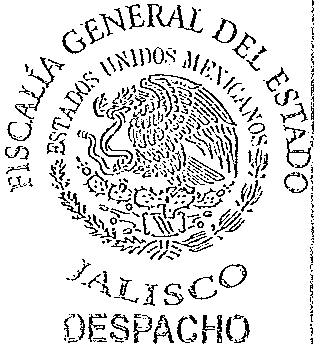 FISCALÍA GENERAL DEL ESTADO
ESTADOS UNIDOS MEXICANOS
JALISCO
DESPACHO